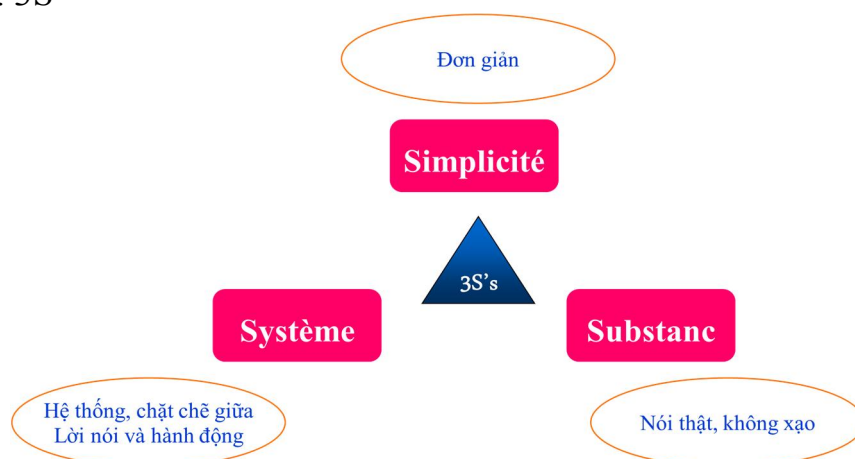 Đơn giản
Simplicité
3S's
Système
Substanc
Hệ thống, chặt chẽ giữa
Lời nói và hành động
Nói thật, không xạo